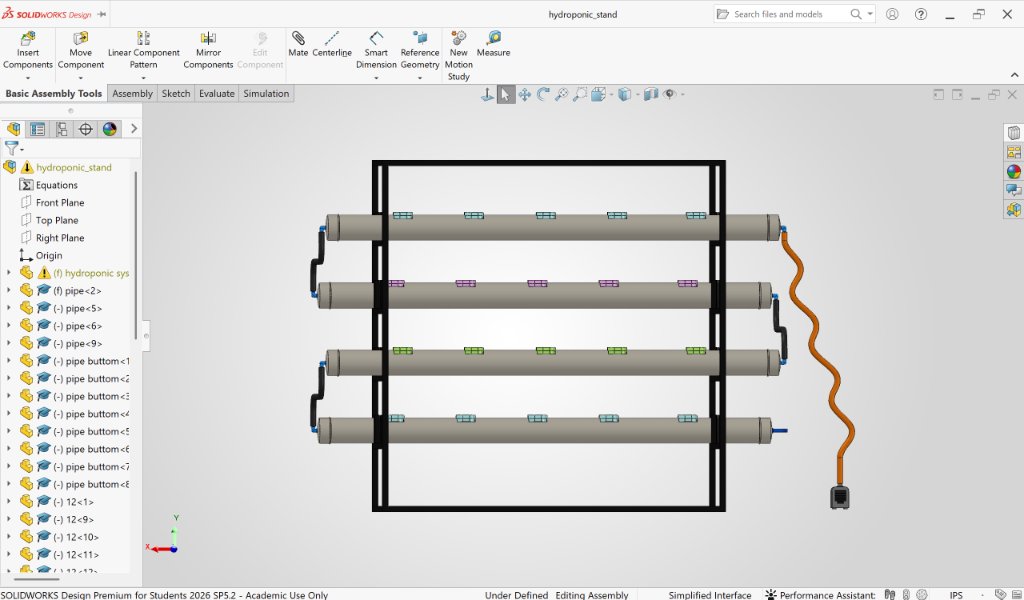 SOLIDWORKS Design
hydroponic_stand
Search files and models
Insert Components
Move Component
Linear Component Pattern
Mirror Components
Edit Component
Mate
Centerline
Smart Dimension
Reference Geometry
New Motion Study
Measure
Basic Assembly Tools
Assembly
Sketch
Evaluate
Simulation
hydroponic_stand
Equations
Front Plane
Top Plane
Right Plane
Origin
(f) hydroponic sys
(f) pipe<2>
(-) pipe<5>
(-) pipe<6>
(-) pipe<9>
(-) pipe buttom<1
(-) pipe buttom<2
(-) pipe buttom<3
(-) pipe buttom<4
(-) pipe buttom<5
(-) pipe buttom<6
(-) pipe buttom<7
(-) pipe buttom<8
(-) 12<1>
(-) 12<9>
(-) 12<10>
(-) 12<11>
Y
X
SOLIDWORKS Design Premium for Students 2026 SP5.2 - Academic Use Only
Under Defined
Editing Assembly
Simplified Interface
Performance Assistant:
IPS